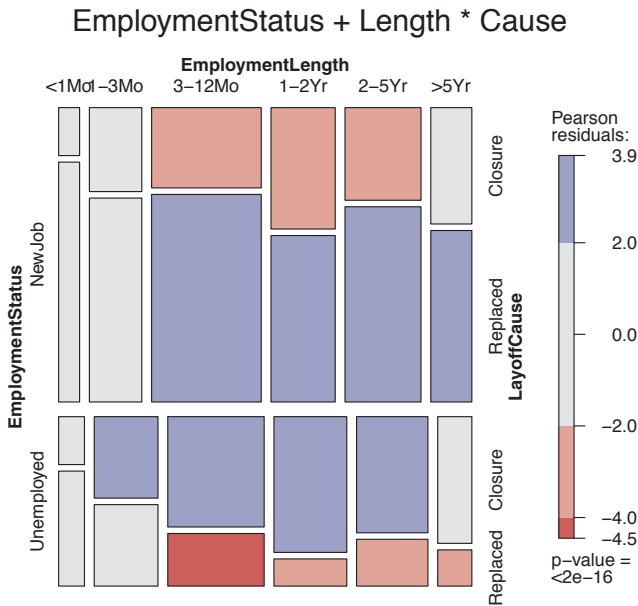 EmploymentStatus + Length * Cause
EmploymentLength
<1Mo 1−3Mo 3−12Mo 1−2Yr 2−5Yr >5Yr
EmploymentStatus
NewJob
Unemployed
Closure
Replaced
Closure
Replaced
LayoffCause
Pearson
residuals:
3.9
2.0
0.0
−2.0
−4.0
−4.5
p−value =
<2e−16